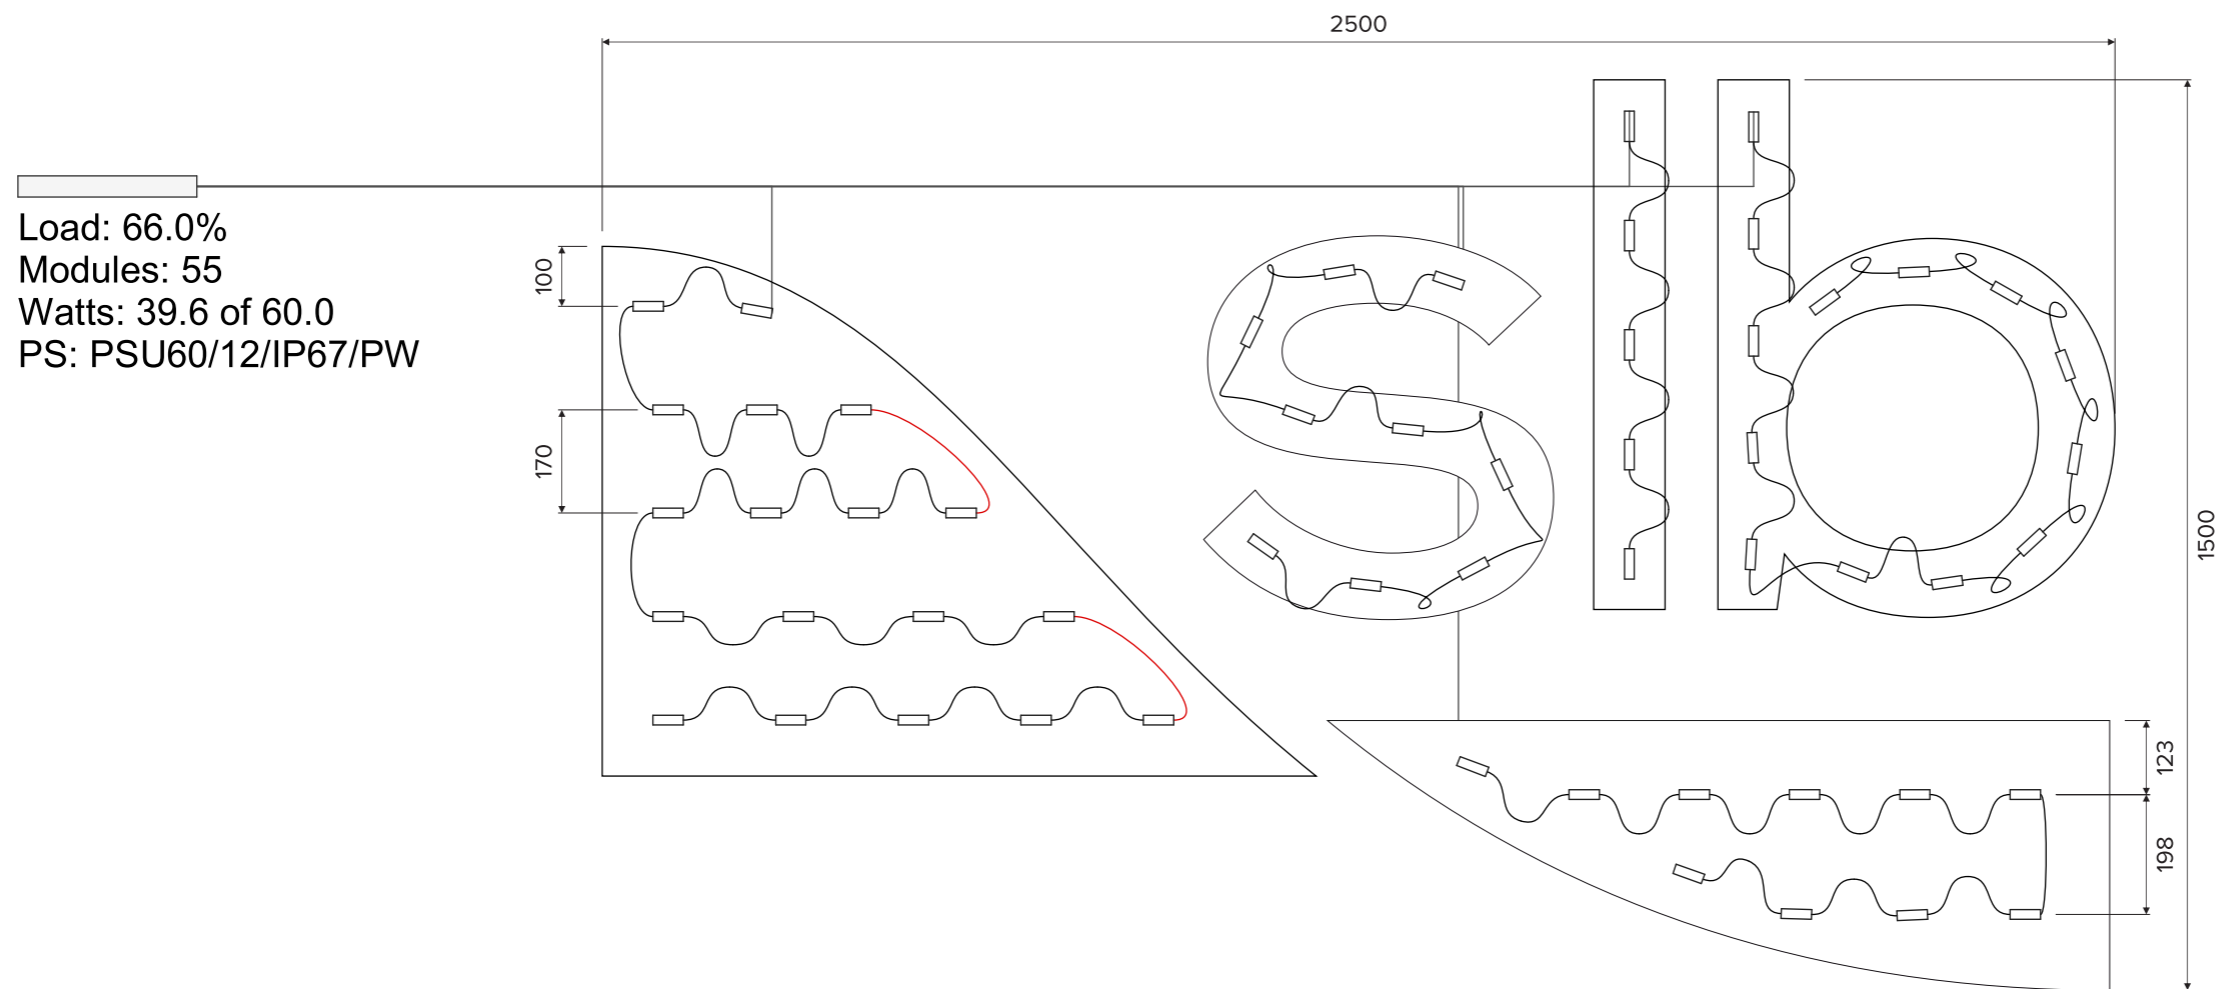 2500
Load: 66.0%
Modules: 55
Watts: 39.6 of 60.0
PS: PSU60/12/IP67/PW
100
170
slb
1500
123
198